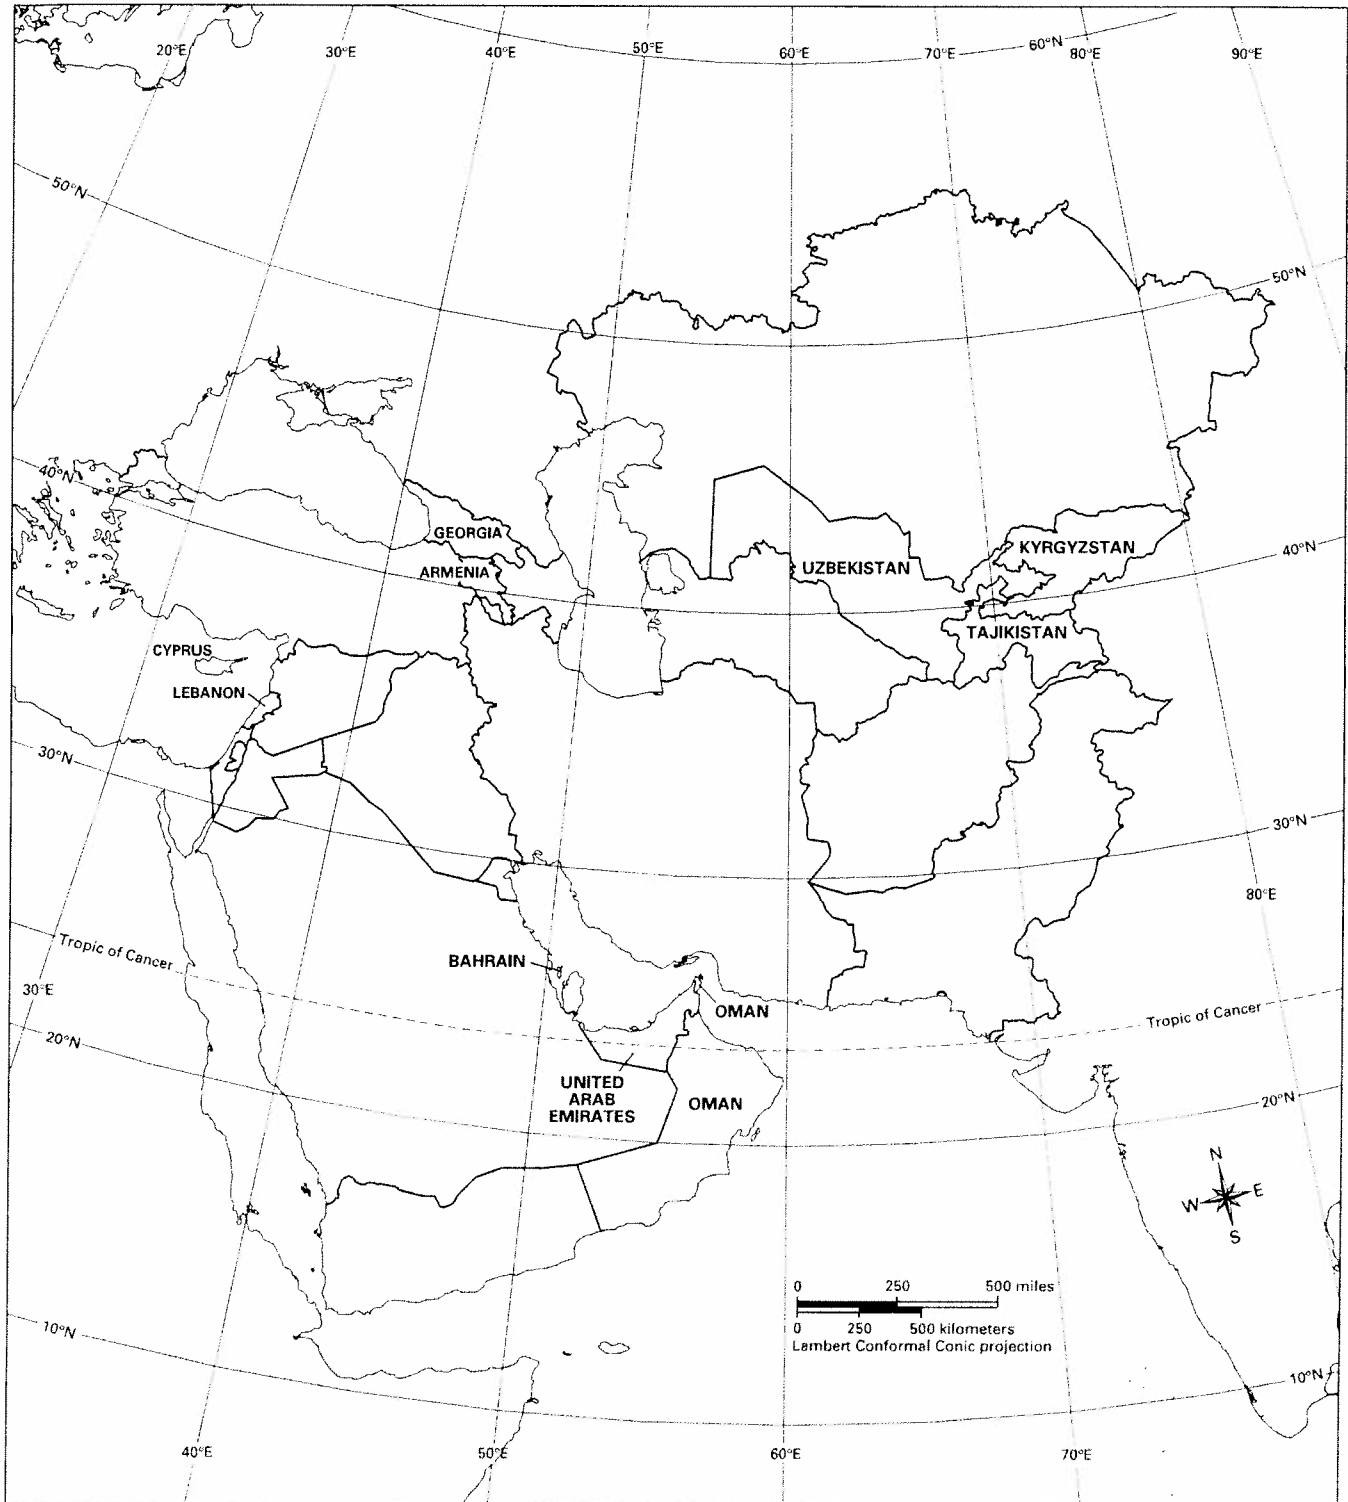 20°E
30°E
40°E
50°E
60°E
70°E
60°N
80°E
90°E
50°N
50°N
40°N
GEORGIA
ARMENIA
UZBEKISTAN
KYRGYZSTAN
40°N
TAJIKISTAN
CYPRUS
LEBANON
30°N
30°N
80°E
Tropic of Cancer
BAHRAIN
30°E
OMAN
Tropic of Cancer
20°N
UNITED
ARAB
EMIRATES
OMAN
20°N
N
W
E
S
0 250 500 miles
0 250 500 kilometers
Lambert Conformal Conic projection
10°N
10°N
40°E
50°E
60°E
70°E